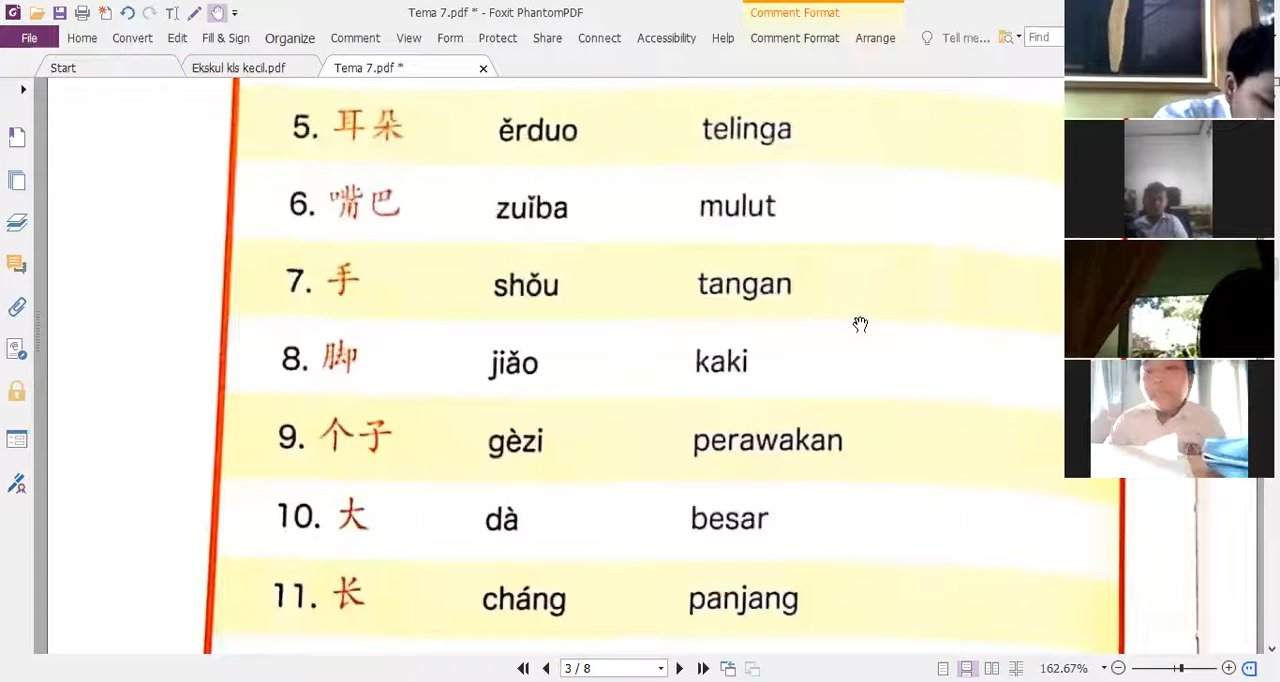 Tema 7.pdf * - Foxit PhantomPDF
Comment Format
File Home Convert Edit Fill & Sign Organize Comment View Form Protect Share Connect Accessibility Help Comment Format Arrange Tell me... Find
Start Ekskul kls kecil.pdf Tema 7.pdf *
5. 耳朵 ěrduo telinga
6. 嘴巴 zuǐba mulut
7. 手 shǒu tangan
8. 脚 jiǎo kaki
9. 个子 gèzi perawakan
10. 大 dà besar
11. 长 cháng panjang
3 / 8 162.67%